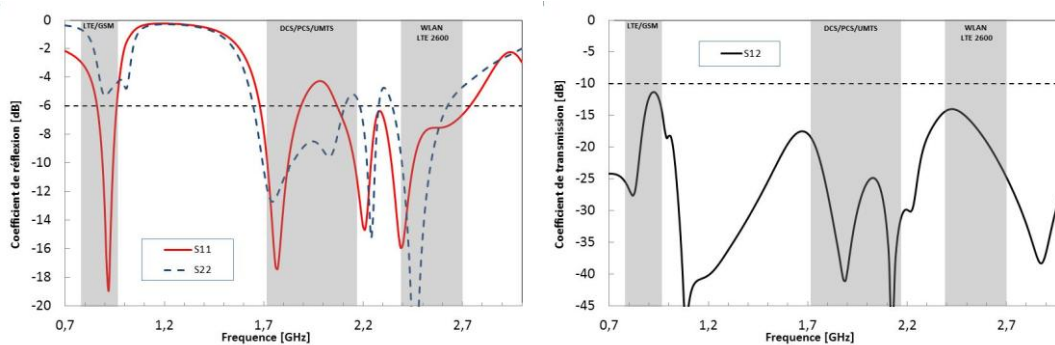 LTE/GSM
DCS/PCS/UMTS
WLAN
LTE 2600
Coefficient de réflexion [dB]
0
-2
-4
-6
-8
-10
-12
-14
-16
-18
-20
S11
S22
0,7
1,2
1,7
2,2
2,7
Frequence [GHz]
LTE/GSM
DCS/PCS/UMTS
WLAN
LTE 2600
Coefficient de transmission [dB]
0
-5
-10
-15
-20
-25
-30
-35
-40
-45
S12
0,7
1,2
1,7
2,2
2,7
Frequence [GHz]